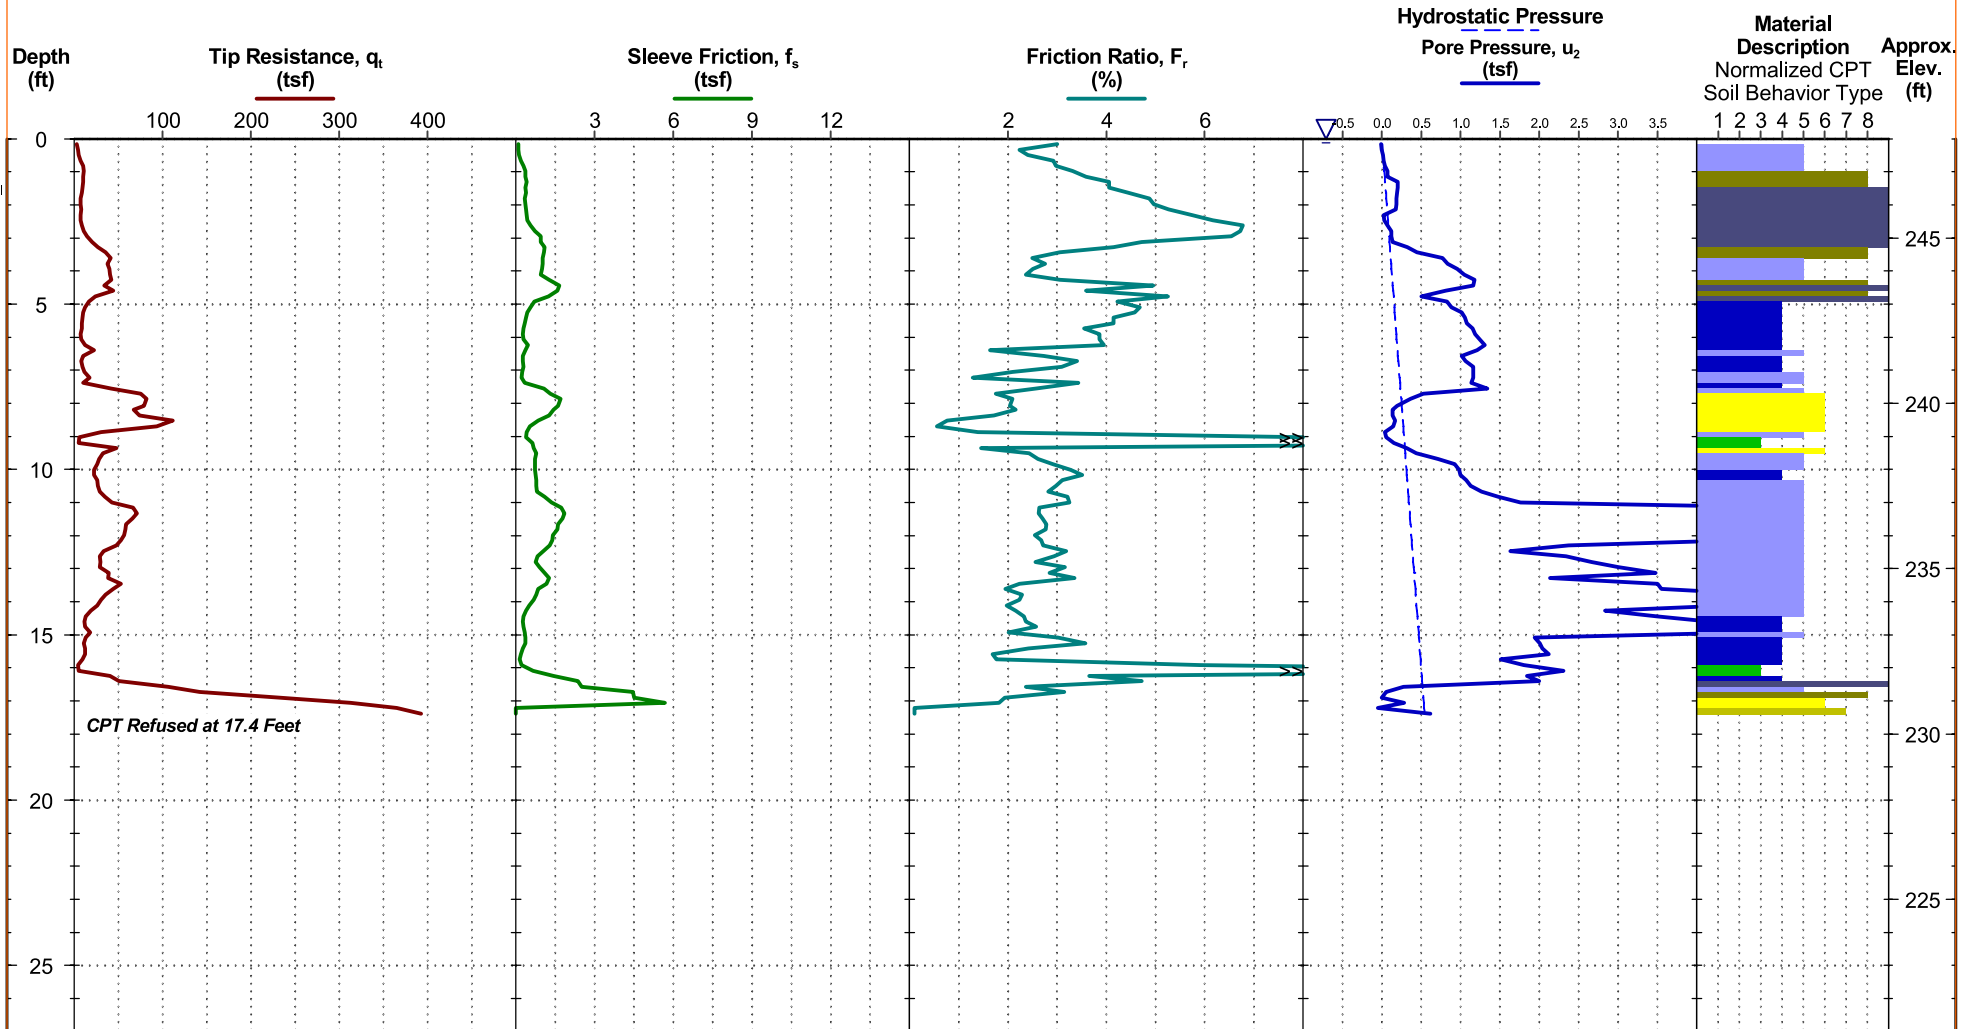 Hydrostatic Pressure
Depth
(ft)
Tip Resistance, qt
(tsf)
Sleeve Friction, fs
(tsf)
Friction Ratio, Fr
(%)
Pore Pressure, u2
(tsf)
Material
Description
Normalized CPT
Soil Behavior Type
Approx.
Elev.
(ft)
100 200 300 400
3 6 9 12
2 4 6
-0.5 0.0 0.5 1.0 1.5 2.0 2.5 3.0 3.5
1 2 3 4 5 6 7 8
0
245
5
240
>>
>>
10
235
15
>>
CPT Refused at 17.4 Feet
230
20
225
25